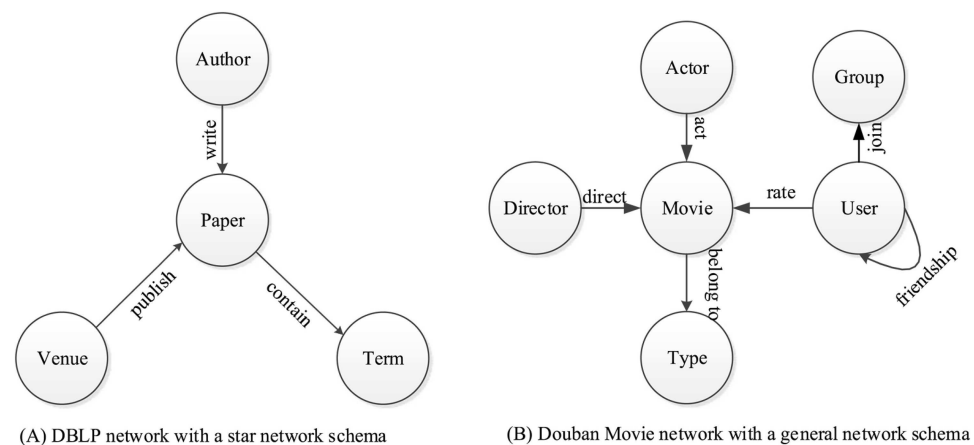 Author
write
Paper
publish
contain
Venue
Term
(A) DBLP network with a star network schema
Actor
Group
act
join
Director
direct
Movie
rate
User
belong to
friendship
Type
(B) Douban Movie network with a general network schema